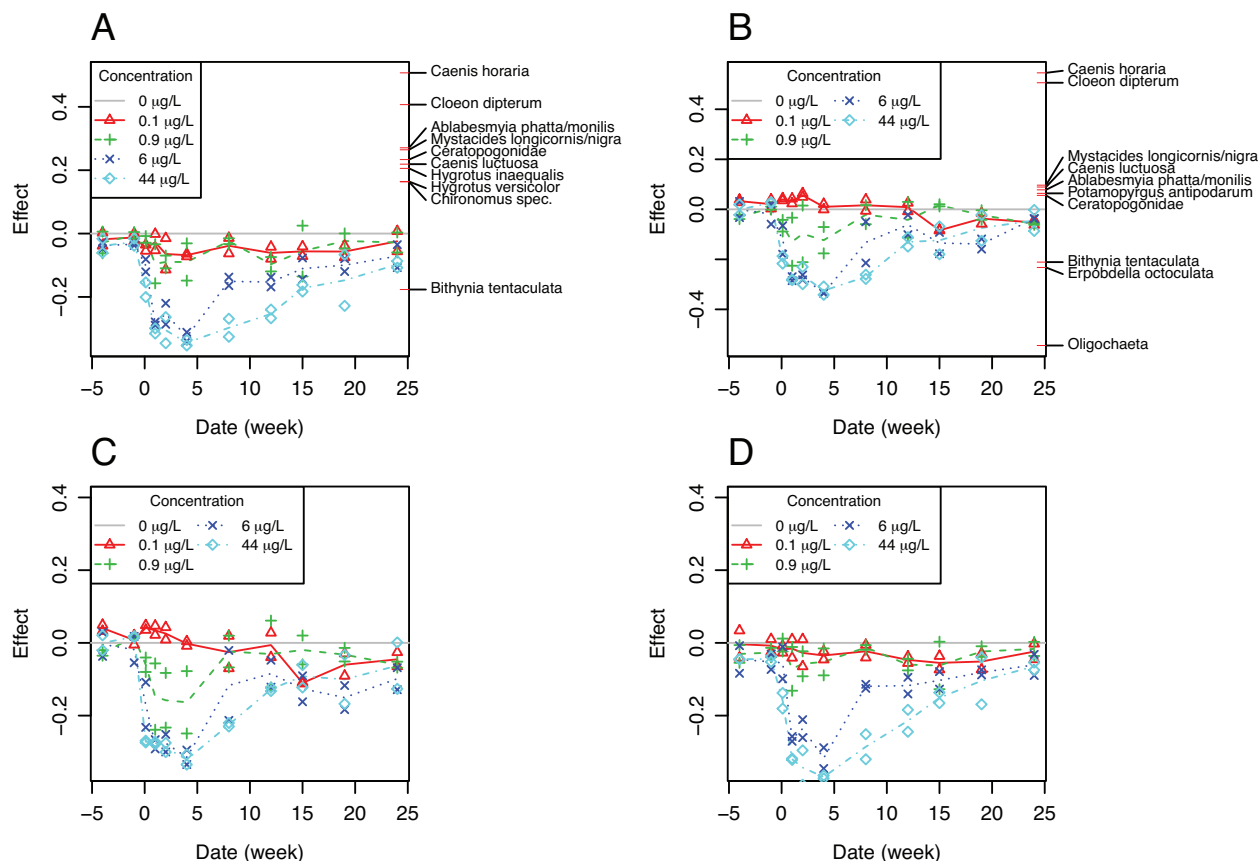 A
Concentration
0 μg/L
0.1 μg/L
0.9 μg/L
6 μg/L
44 μg/L
Effect
0.4
0.2
0.0
−0.2
−5 0 5 10 15 20 25
Date (week)
Caenis horaria
Cloeon dipterum
Ablabesmyia phatta/monilis
Mystacides longicornis/nigra
Ceratopogonidae
Caenis luctuosa
Hygrotus inaequalis
Hygrotus versicolor
Chironomus spec.
Bithynia tentaculata
B
Concentration
0 μg/L 6 μg/L
0.1 μg/L 44 μg/L
0.9 μg/L
Effect
0.4
0.2
0.0
−0.2
−0.4
−5 0 5 10 15 20 25
Date (week)
Caenis horaria
Cloeon dipterum
Mystacides longicornis/nigra
Caenis luctuosa
Ablabesmyia phatta/monilis
Potamopyrgus antipodarum
Ceratopogonidae
Bithynia tentaculata
Erpobdella octoculata
Oligochaeta
C
Concentration
0 μg/L 6 μg/L
0.1 μg/L 44 μg/L
0.9 μg/L
Effect
0.4
0.2
0.0
−0.2
−5 0 5 10 15 20 25
Date (week)
D
Concentration
0 μg/L 6 μg/L
0.1 μg/L 44 μg/L
0.9 μg/L
Effect
0.4
0.2
0.0
−0.2
−5 0 5 10 15 20 25
Date (week)